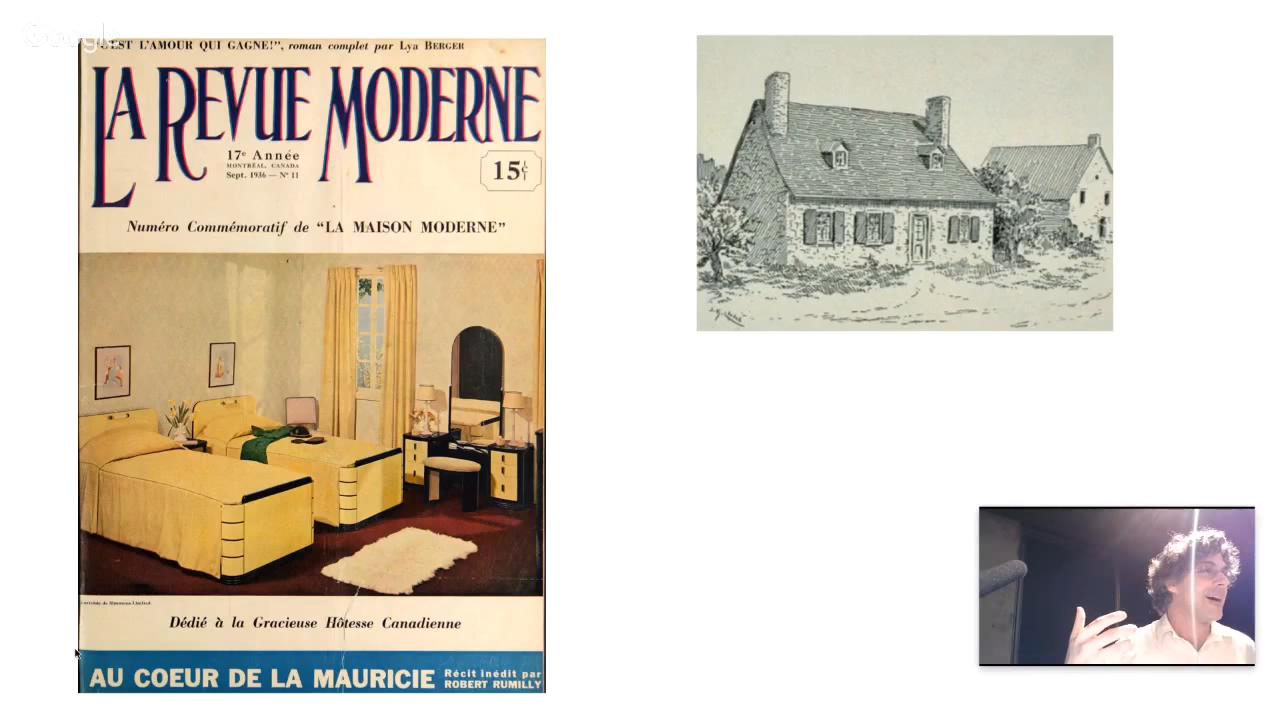 Google
C'EST L'AMOUR QUI GAGNE!", roman complet par Lya BERGER
LA REVUE MODERNE
17e Année
MONTRÉAL, CANADA
Sept. 1936 — N° 11
15 cts
Numéro Commémoratif de "LA MAISON MODERNE"
Dédié à la Gracieuse Hôtesse Canadienne
AU COEUR DE LA MAURICIE
Récit inédit par
ROBERT RUMILLY